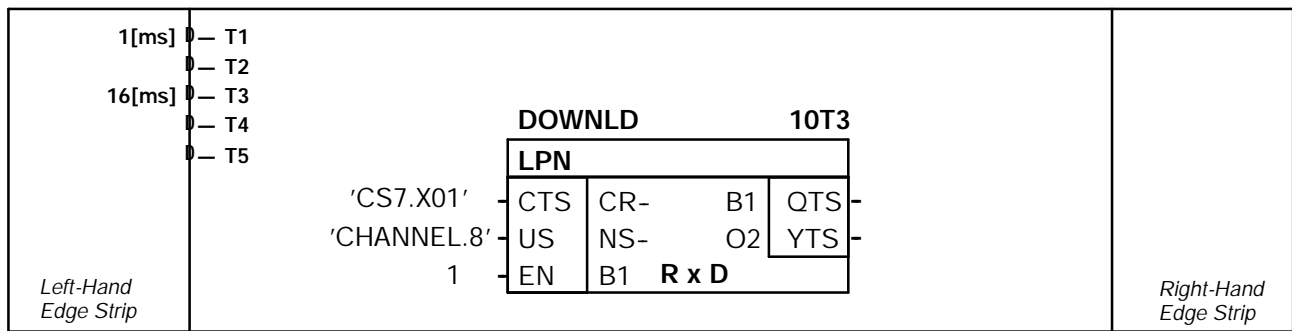 1[ms] D — T1
D — T2
16[ms] D — T3
D — T4
D — T5
DOWNLD 10T3
LPN
'CS7.X01' CTS CR- B1 QTS
'CHANNEL.8' US NS- O2 YTS
1 EN B1 R x D
Left-Hand
Edge Strip
Right-Hand
Edge Strip